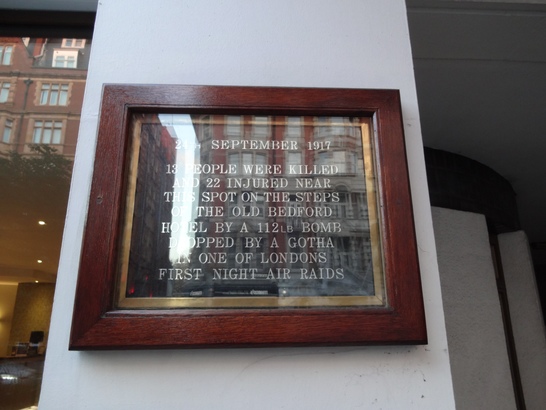 SEPTEMBER 1917
13 PEOPLE WERE KILLED
AND 22 INJURED NEAR
THIS SPOT ON THE STEPS
OF THE OLD BEDFORD
HOTEL BY A 112LB BOMB
DROPPED BY A GOTHA
IN ONE OF LONDONS
FIRST NIGHT-AIR RAIDS